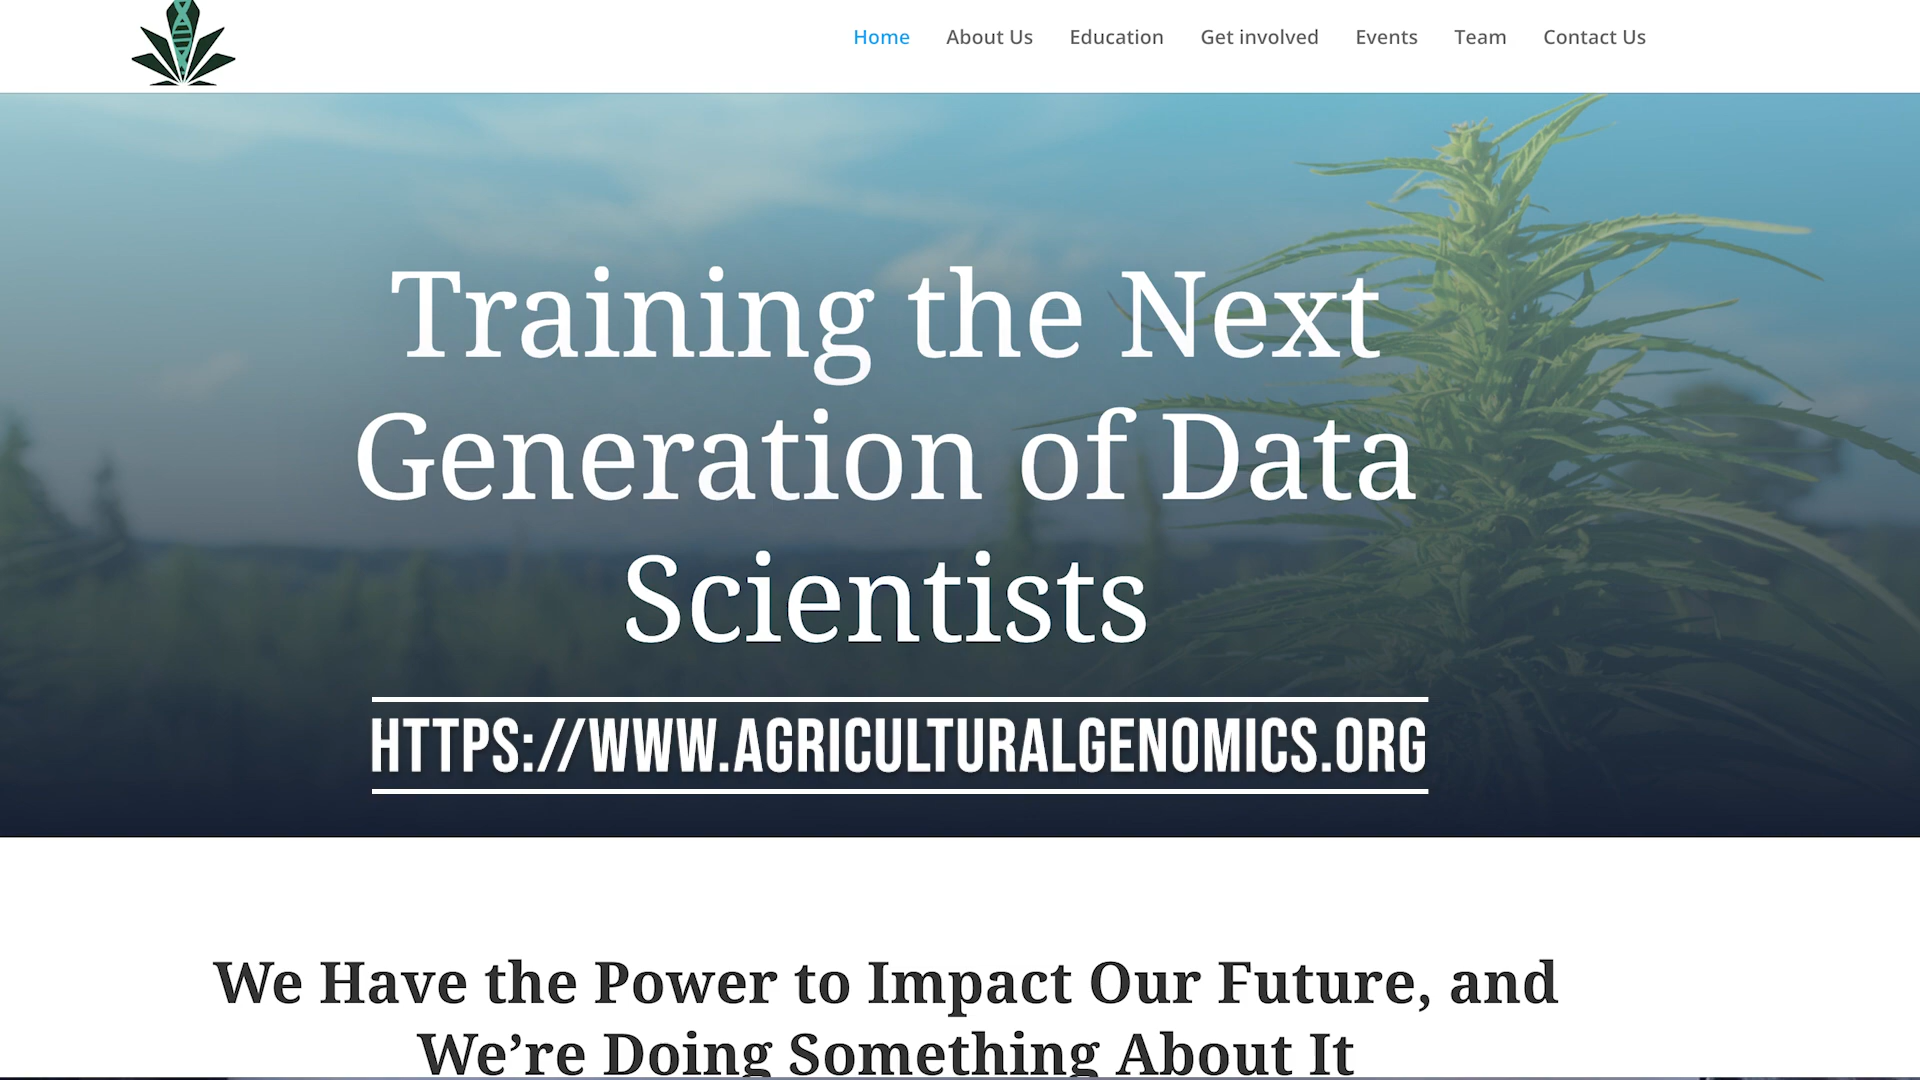 Home About Us Education Get involved Events Team Contact Us
Training the Next
Generation of Data
Scientists
HTTPS://WWW.AGRICULTURALGENOMICS.ORG
We Have the Power to Impact Our Future, and
We’re Doing Something About It